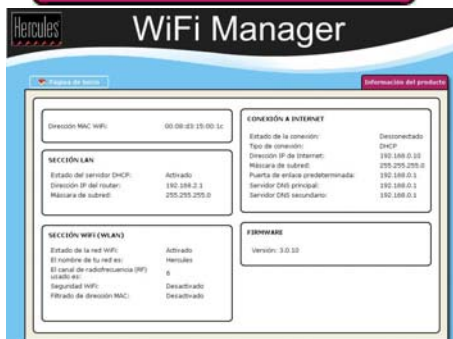 Hercules
WiFi Manager
Página de Inicio
Información del producto
Dirección MAC WiFi: 00:08:d3:15:00:1c
SECCIÓN LAN
Estado del servidor DHCP: Activado
Dirección IP del router: 192.168.2.1
Máscara de subred: 255.255.255.0
SECCIÓN WIFI (WLAN)
Estado de la red WiFi: Activado
El nombre de tu red es: Hercules
El canal de radiofrecuencia (RF)
usado es: 6
Seguridad WiFi: Desactivado
Filtrado de dirección MAC: Desactivado
CONEXIÓN A INTERNET
Estado de la conexión: Desconectado
Tipo de conexión: DHCP
Dirección IP de Internet: 192.168.0.10
Máscara de subred: 255.255.255.0
Puerta de enlace predeterminada: 192.168.0.1
Servidor DNS principal: 192.168.0.1
Servidor DNS secundario: 192.168.0.1
FIRMWARE
Versión: 3.0.10